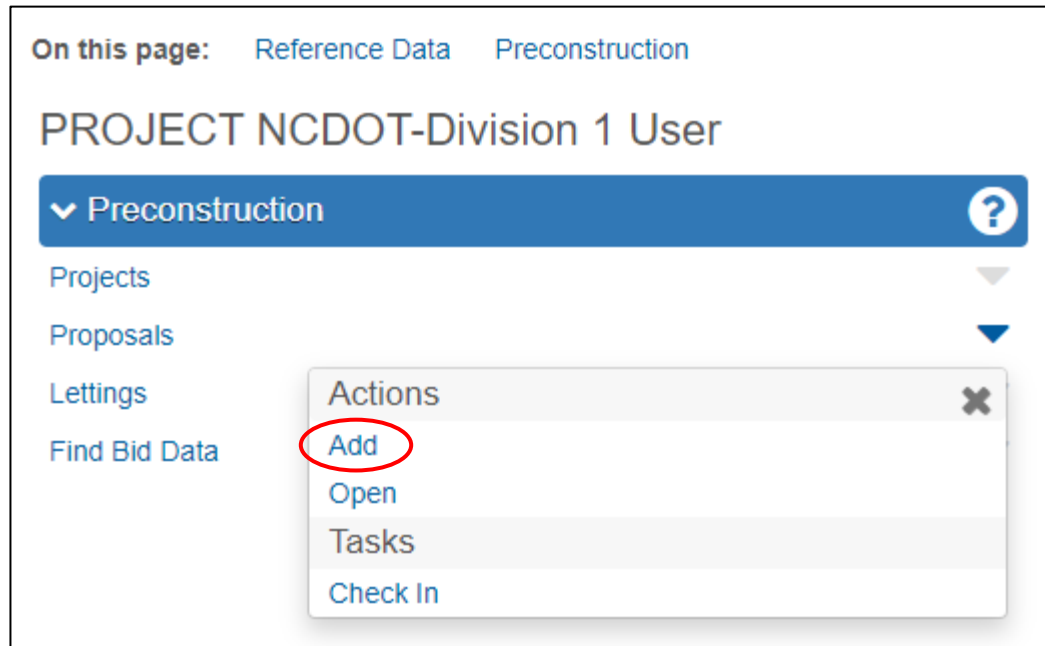 On this page: Reference Data Preconstruction
PROJECT NCDOT-Division 1 User
Preconstruction ?
Projects
Proposals
Lettings
Find Bid Data
Actions
Add
Open
Tasks
Check In